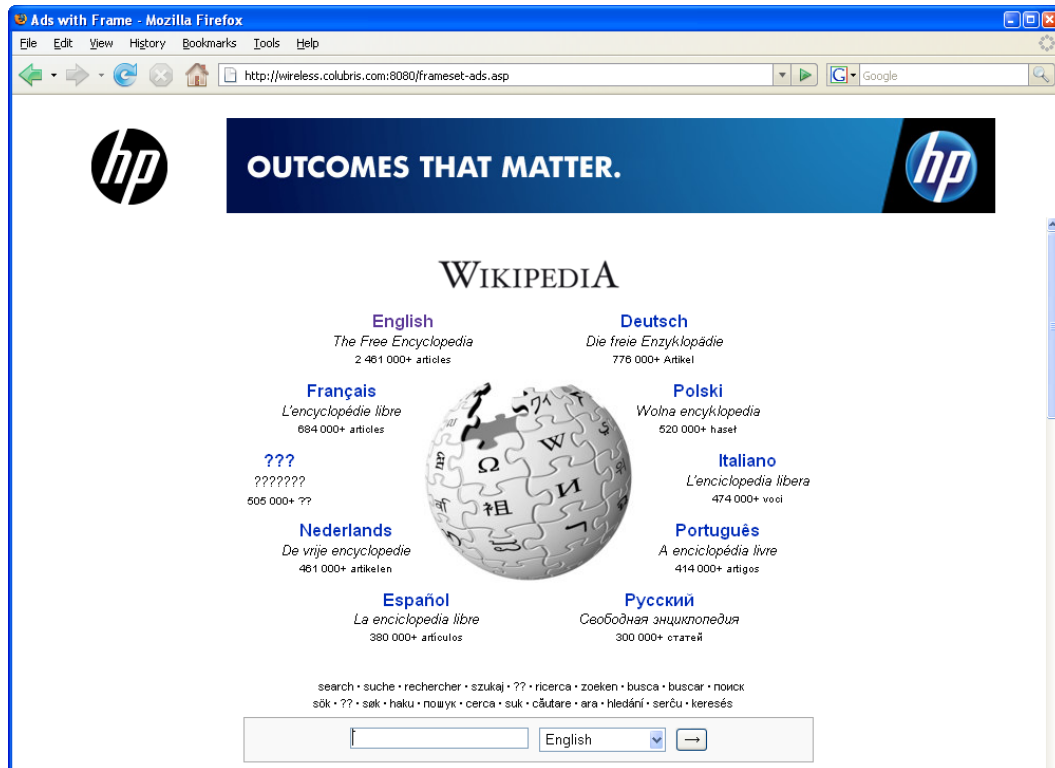 Ads with Frame - Mozilla Firefox
File Edit View History Bookmarks Tools Help
http://wireless.colubris.com:8080/frameset-ads.asp
G Google
hp OUTCOMES THAT MATTER. hp
WIKIPEDIA
English
The Free Encyclopedia
2 461 000+ articles
Deutsch
Die freie Enzyklopädie
776 000+ Artikel
Français
L'encyclopédie libre
684 000+ articles
Polski
Wolna encyklopedia
520 000+ haseł
???
???????
505 000+ ??
Italiano
L'enciclopedia libera
474 000+ voci
Nederlands
De vrije encyclopedie
461 000+ artikelen
Português
A enciclopédia livre
414 000+ artigos
Español
La enciclopedia libre
380 000+ artículos
Русский
Свободная энциклопедия
300 000+ статей
Ω W И 祖
search • suche • rechercher • szukaj • ?? • ricerca • zoeken • busca • buscar • поиск
sök • ?? • søk • haku • пошук • cerca • suk • căutare • ara • hledání • serĉu • keresés
English →